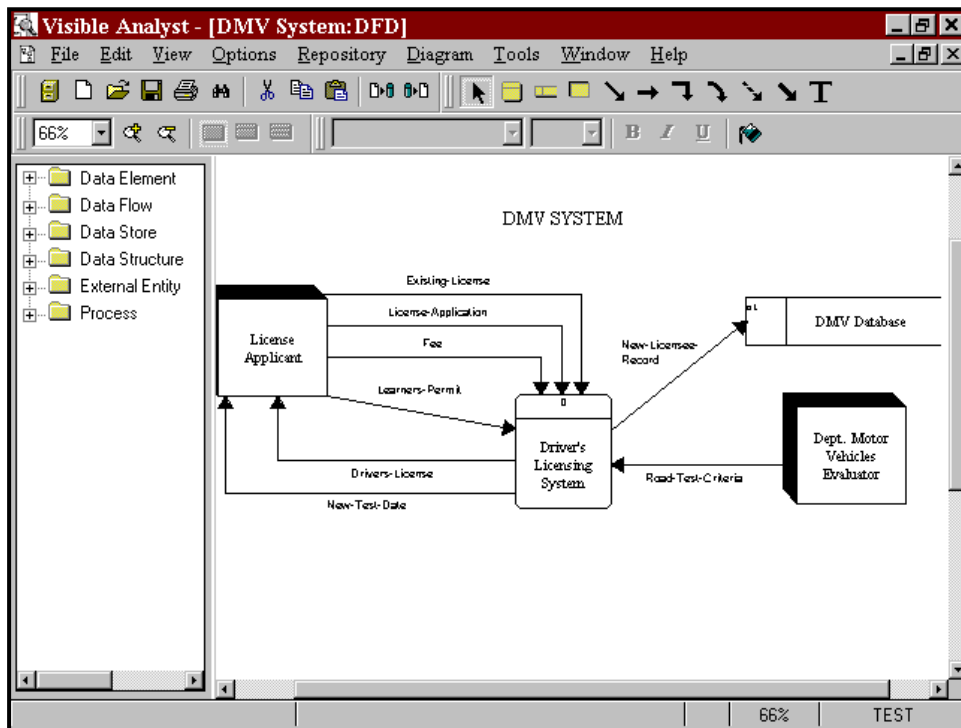 Visible Analyst - [DMV System:DFD]
File Edit View Options Repository Diagram Tools Window Help
66%
B I U
Data Element
Data Flow
Data Store
Data Structure
External Entity
Process
DMV SYSTEM
Existing-License
License-Application
Fee
Learners-Permit
License
Applicant
New-Licensee-
Record
DMV Database
0
Driver's
Licensing
System
Drivers-License
New-Test-Date
Road-Test-Criteria
Dept. Motor
Vehicles
Evaluator
66%
TEST